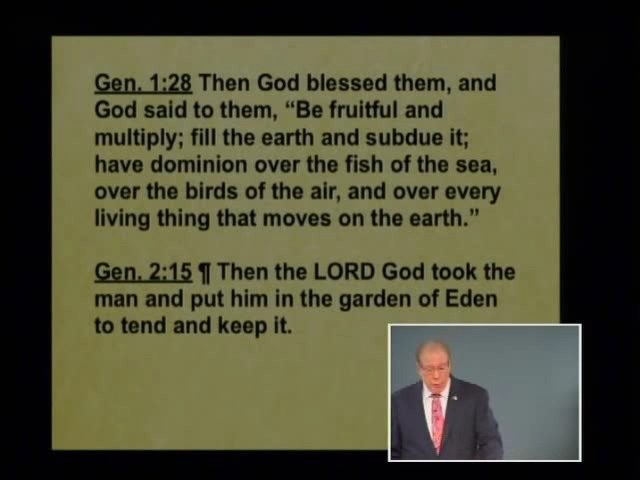 Gen. 1:28 Then God blessed them, and
God said to them, “Be fruitful and
multiply; fill the earth and subdue it;
have dominion over the fish of the sea,
over the birds of the air, and over every
living thing that moves on the earth.”
Gen. 2:15 ¶ Then the LORD God took the
man and put him in the garden of Eden
to tend and keep it.